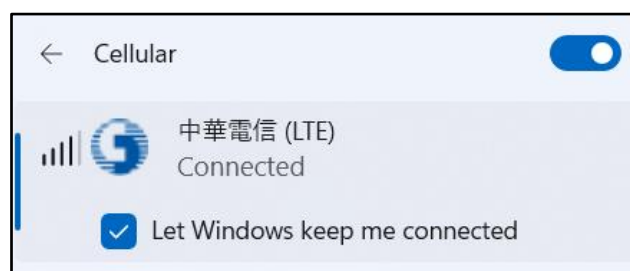 Cellular
中華電信 (LTE)
Connected
Let Windows keep me connected